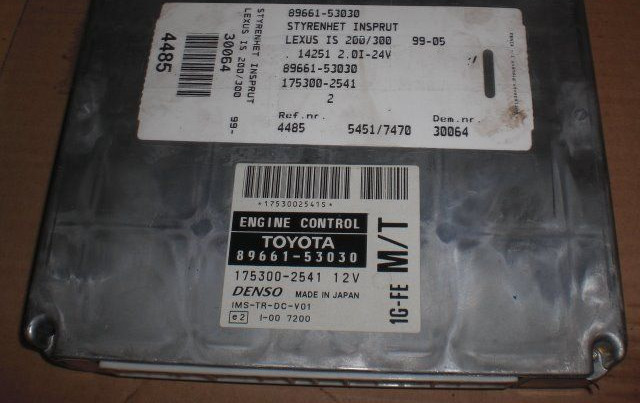 89661-53030
STYRENHET INSPRUT
LEXUS IS 200/300 99-05
. 14251 2.0I-24V
89661-53030
175300-2541
2
Ref.nr. Dem.nr.
4485 5451/7470 30064
STYRENHET INSPRUT
LEXUS IS 200/300 99-
30064
4485
*17530025415*
ENGINE CONTROL
TOYOTA
89661-53030
175300-2541 12V
DENSO MADE IN JAPAN
IMS-TR-DC-V01
e2 I-00 7200
1G-FE M/T